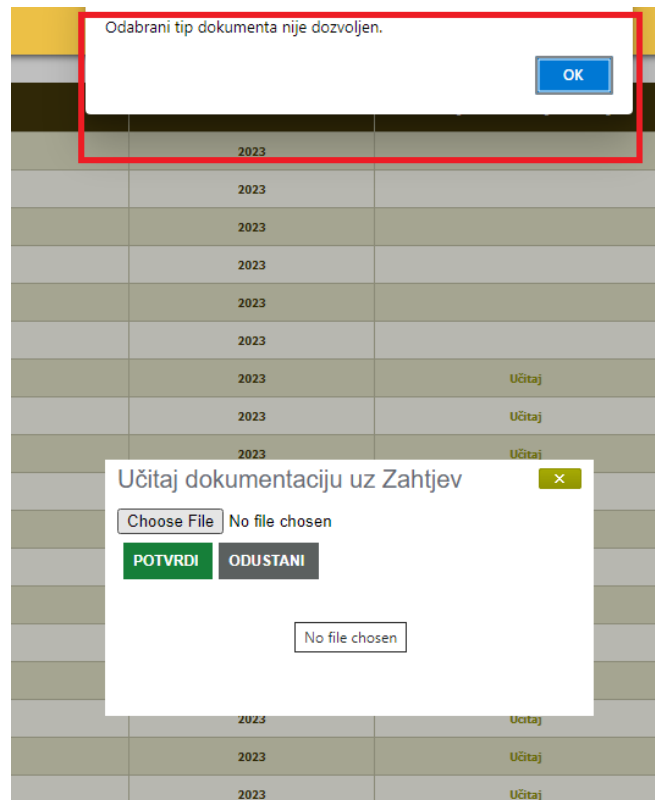 Odabrani tip dokumenta nije dozvoljen.
OK
2023
2023
2023
2023
2023
2023
2023 Učitaj
2023 Učitaj
2023 Učitaj
Učitaj dokumentaciju uz Zahtjev
Choose File No file chosen
POTVRDI ODUSTANI
No file chosen
2023 Učitaj
2023 Učitaj
2023 Učitaj